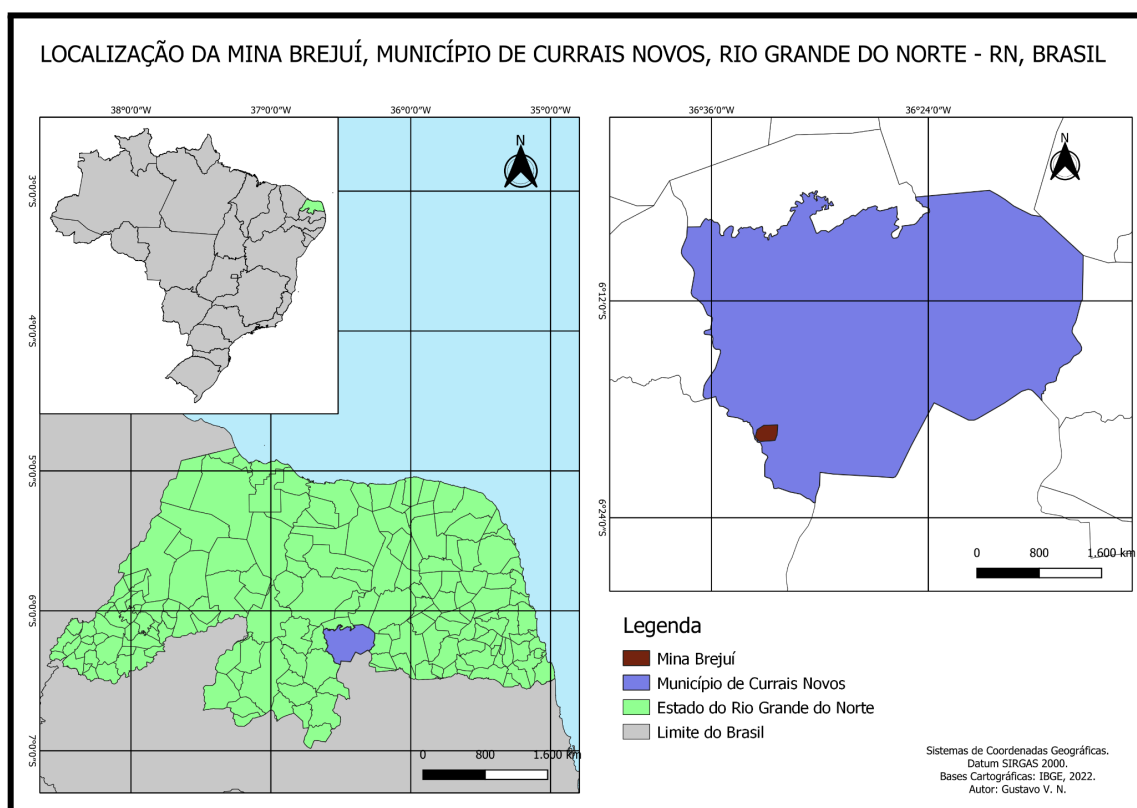 LOCALIZAÇÃO DA MINA BREJUÍ, MUNICÍPIO DE CURRAIS NOVOS, RIO GRANDE DO NORTE - RN, BRASIL
38°0'0"W 37°0'0"W 36°0'0"W 35°0'0"W
N
3°0'0"S
4°0'0"S
5°0'0"S
6°0'0"S
7°0'0"S
0 800 1.600 km
36°36'0"W 36°24'0"W
N
6°12'0"S
6°24'0"S
0 800 1.600 km
Legenda
Mina Brejuí
Município de Currais Novos
Estado do Rio Grande do Norte
Limite do Brasil
Sistemas de Coordenadas Geográficas.
Datum SIRGAS 2000.
Bases Cartográficas: IBGE, 2022.
Autor: Gustavo V. N.